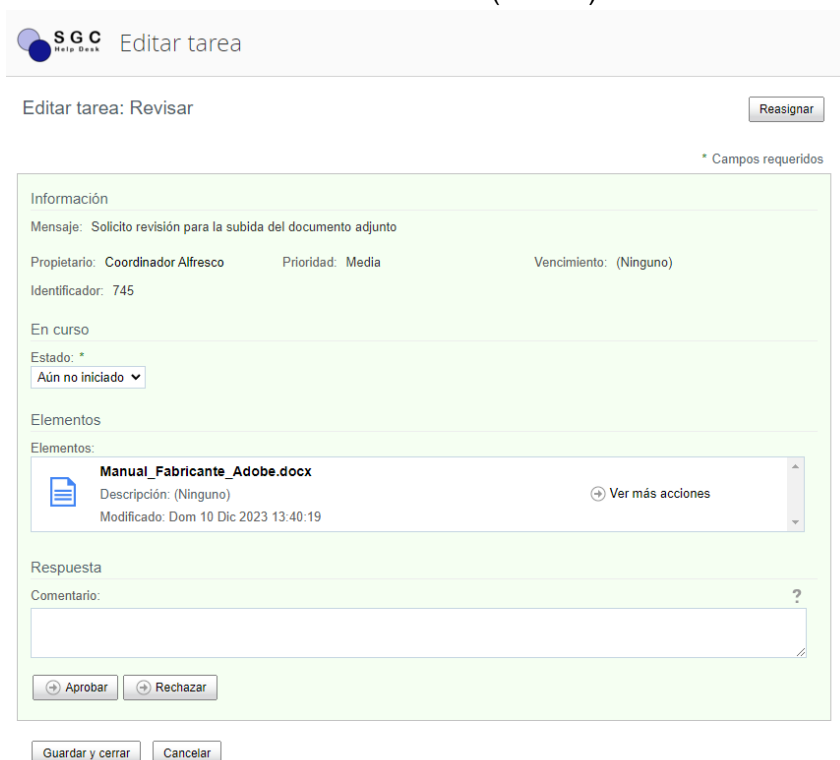 SGC
Help Desk
Editar tarea
Editar tarea: Revisar
Reasignar
* Campos requeridos
Información
Mensaje: Solicito revisión para la subida del documento adjunto
Propietario: Coordinador Alfresco Prioridad: Media Vencimiento: (Ninguno)
Identificador: 745
En curso
Estado: *
Aún no iniciado
Elementos
Elementos:
Manual_Fabricante_Adobe.docx
Descripción: (Ninguno)
Ver más acciones
Modificado: Dom 10 Dic 2023 13:40:19
Respuesta
Comentario: ?
Aprobar Rechazar
Guardar y cerrar Cancelar